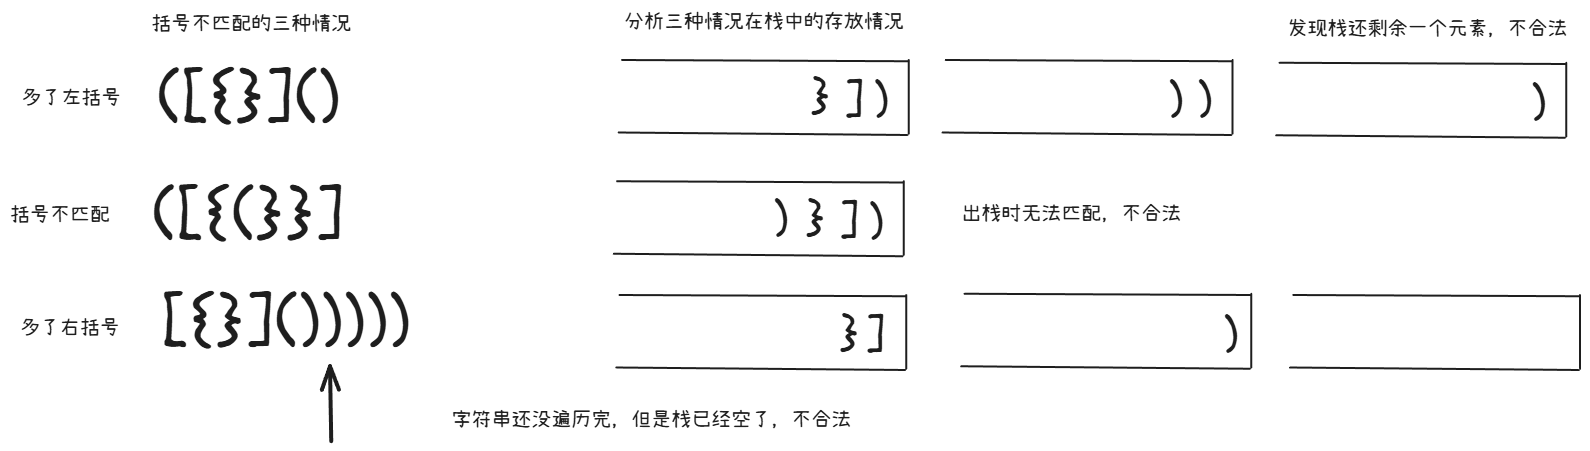 括号不匹配的三种情况
分析三种情况在栈中的存放情况
发现栈还剩余一个元素，不合法
多了左括号
([{}]()
}])
))
)
括号不匹配
([{(}}]
)}])
出栈时无法匹配，不合法
多了右括号
[{}]()))))
}]
)
字符串还没遍历完，但是栈已经空了，不合法